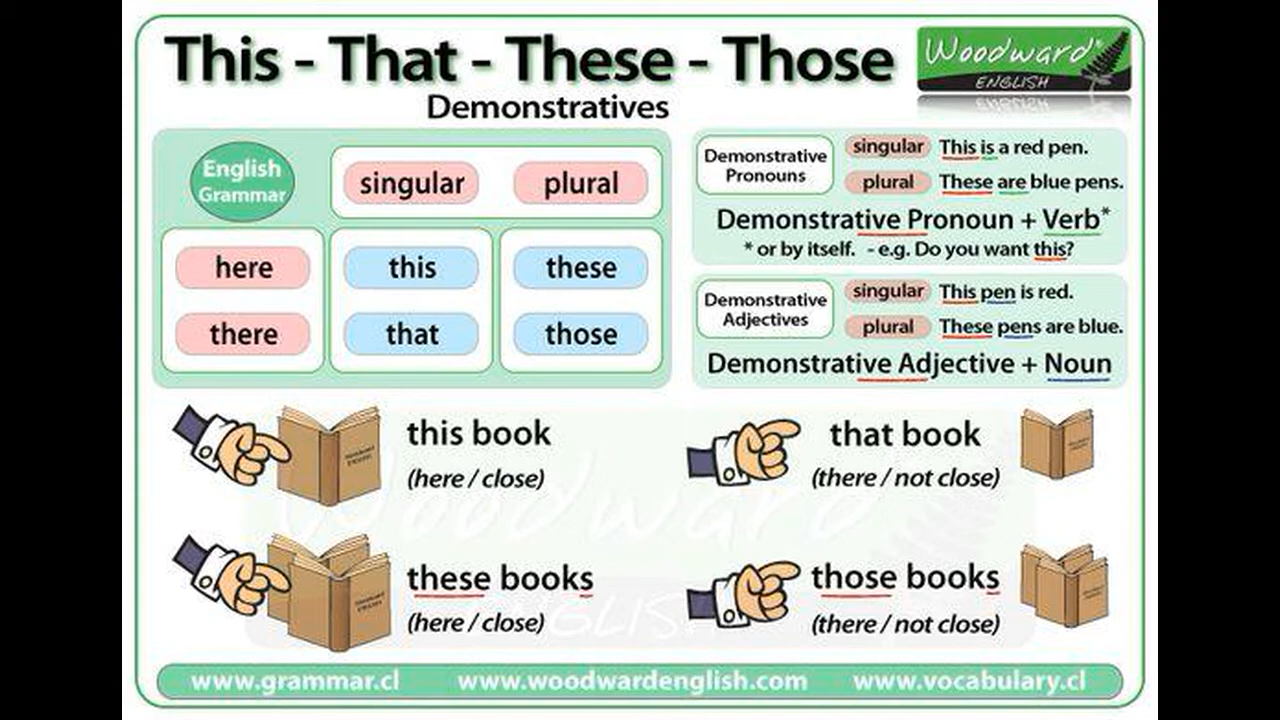 This - That - These - Those
Demonstratives
Woodward®
ENGLISH
English
Grammar
singular plural
here this these
there that those
Demonstrative
Pronouns
singular This is a red pen.
plural These are blue pens.
Demonstrative Pronoun + Verb*
* or by itself. - e.g. Do you want this?
Demonstrative
Adjectives
singular This pen is red.
plural These pens are blue.
Demonstrative Adjective + Noun
this book
(here / close)
that book
(there / not close)
these books
(here / close)
those books
(there / not close)
Woodward
ENGLISH
www.grammar.cl www.woodwardenglish.com www.vocabulary.cl